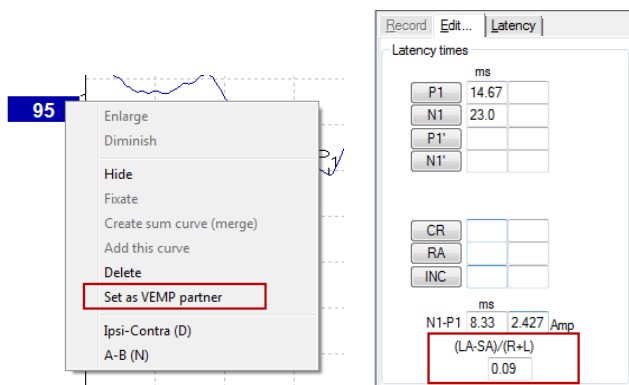 95
Enlarge
Diminish
Hide
Fixate
Create sum curve (merge)
Add this curve
Delete
Set as VEMP partner
Ipsi-Contra (D)
A-B (N)
P1
Record Edit... Latency
Latency times
ms
P1 14.67
N1 23.0
P1'
N1'
CR
RA
INC
ms
N1-P1 8.33 2.427 Amp
(LA-SA)/(R+L)
0.09